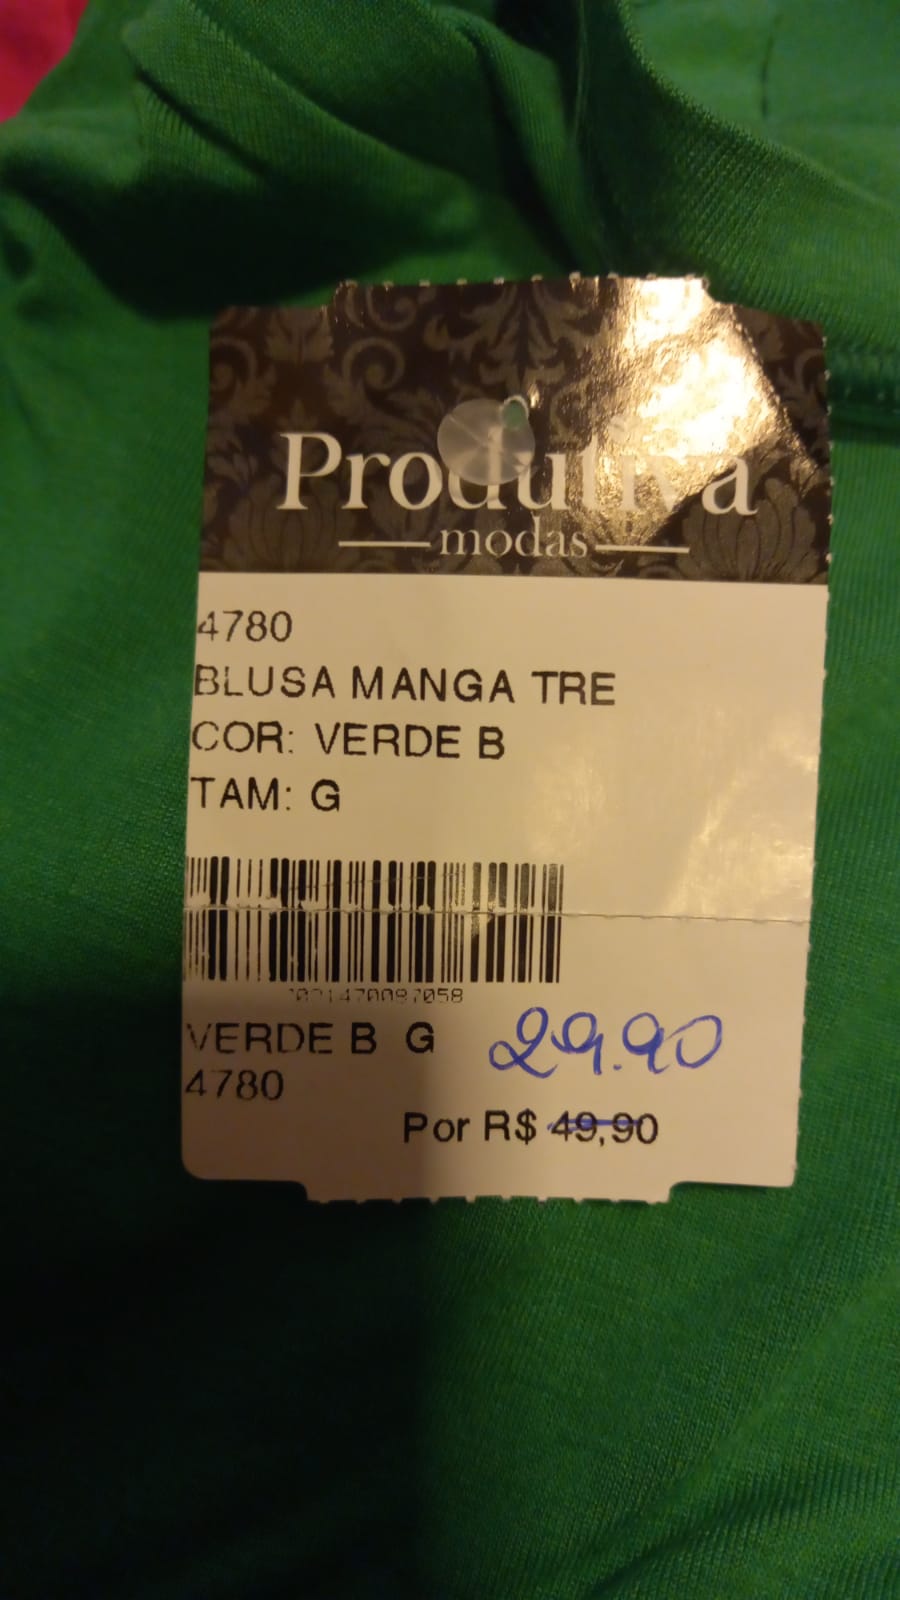 Produtiva
modas
4780
BLUSA MANGA TRE
COR: VERDE B
TAM: G
VERDE B G
29.90
4780
Por R$ 49,90